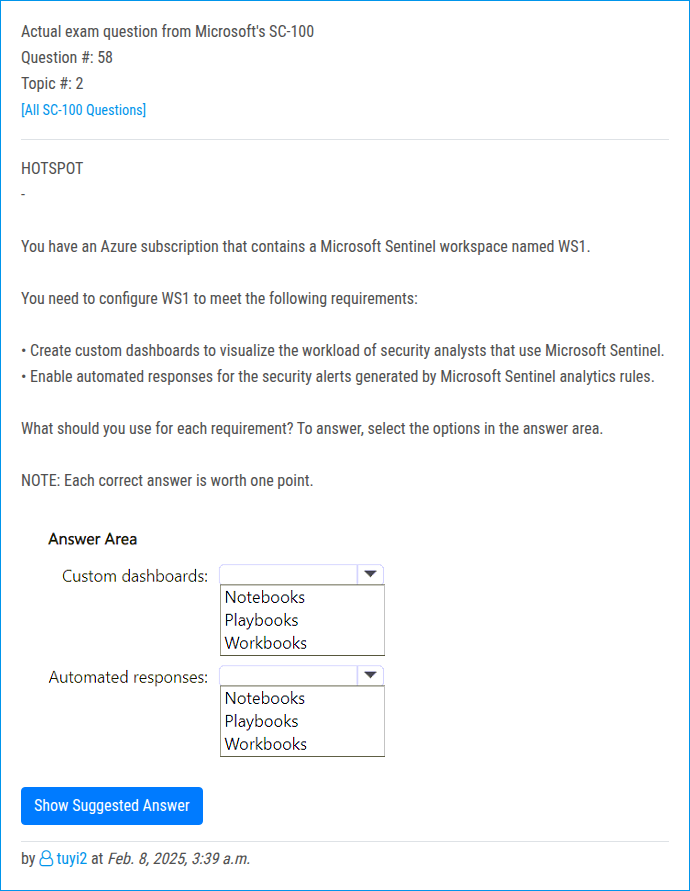 Actual exam question from Microsoft's SC-100
Question #: 58
Topic #: 2
[All SC-100 Questions]
HOTSPOT
-
You have an Azure subscription that contains a Microsoft Sentinel workspace named WS1.
You need to configure WS1 to meet the following requirements:
• Create custom dashboards to visualize the workload of security analysts that use Microsoft Sentinel.
• Enable automated responses for the security alerts generated by Microsoft Sentinel analytics rules.
What should you use for each requirement? To answer, select the options in the answer area.
NOTE: Each correct answer is worth one point.
Answer Area
Custom dashboards:
Notebooks
Playbooks
Workbooks
Automated responses:
Notebooks
Playbooks
Workbooks
Show Suggested Answer
by tuyi2 at Feb. 8, 2025, 3:39 a.m.